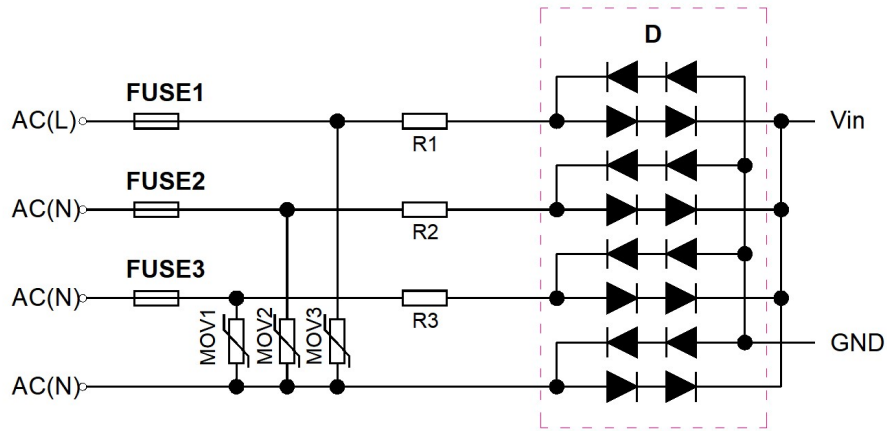 D
FUSE1
AC(L)
R1
Vin
FUSE2
AC(N)
R2
FUSE3
AC(N)
R3
MOV1
MOV2
MOV3
GND
AC(N)